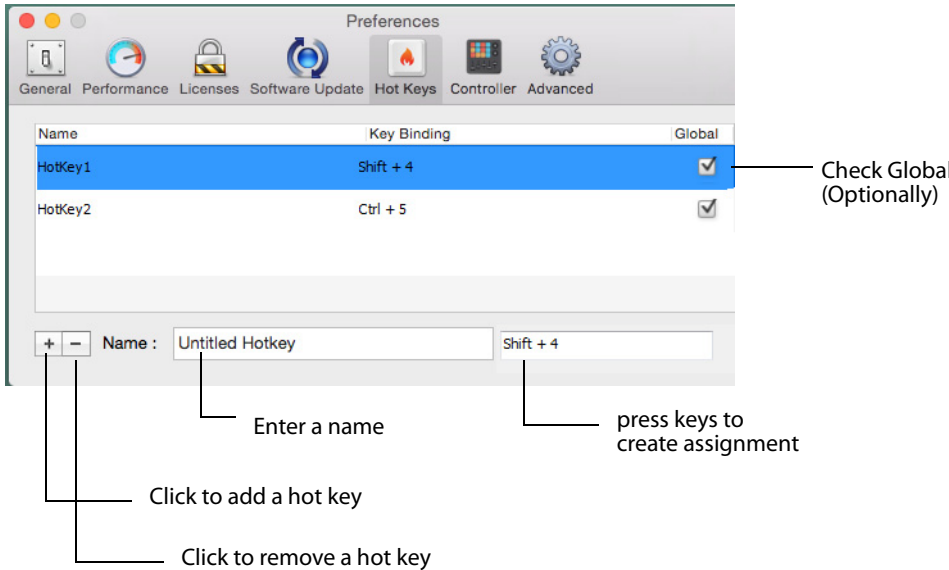 Preferences
General Performance Licenses Software Update Hot Keys Controller Advanced
Name Key Binding Global
HotKey1 Shift + 4
HotKey2 Ctrl + 5
Check Global
(Optionally)
+ − Name : Untitled Hotkey Shift + 4
Enter a name
press keys to
create assignment
Click to add a hot key
Click to remove a hot key